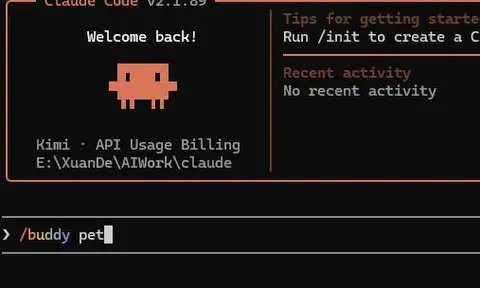 Claude Code v2.1.89
Welcome back!
Kimi · API Usage Billing
E:\XuanDe\AIWork\claude
Tips for getting starte
Run /init to create a C
Recent activity
No recent activity
❯ /buddy pet